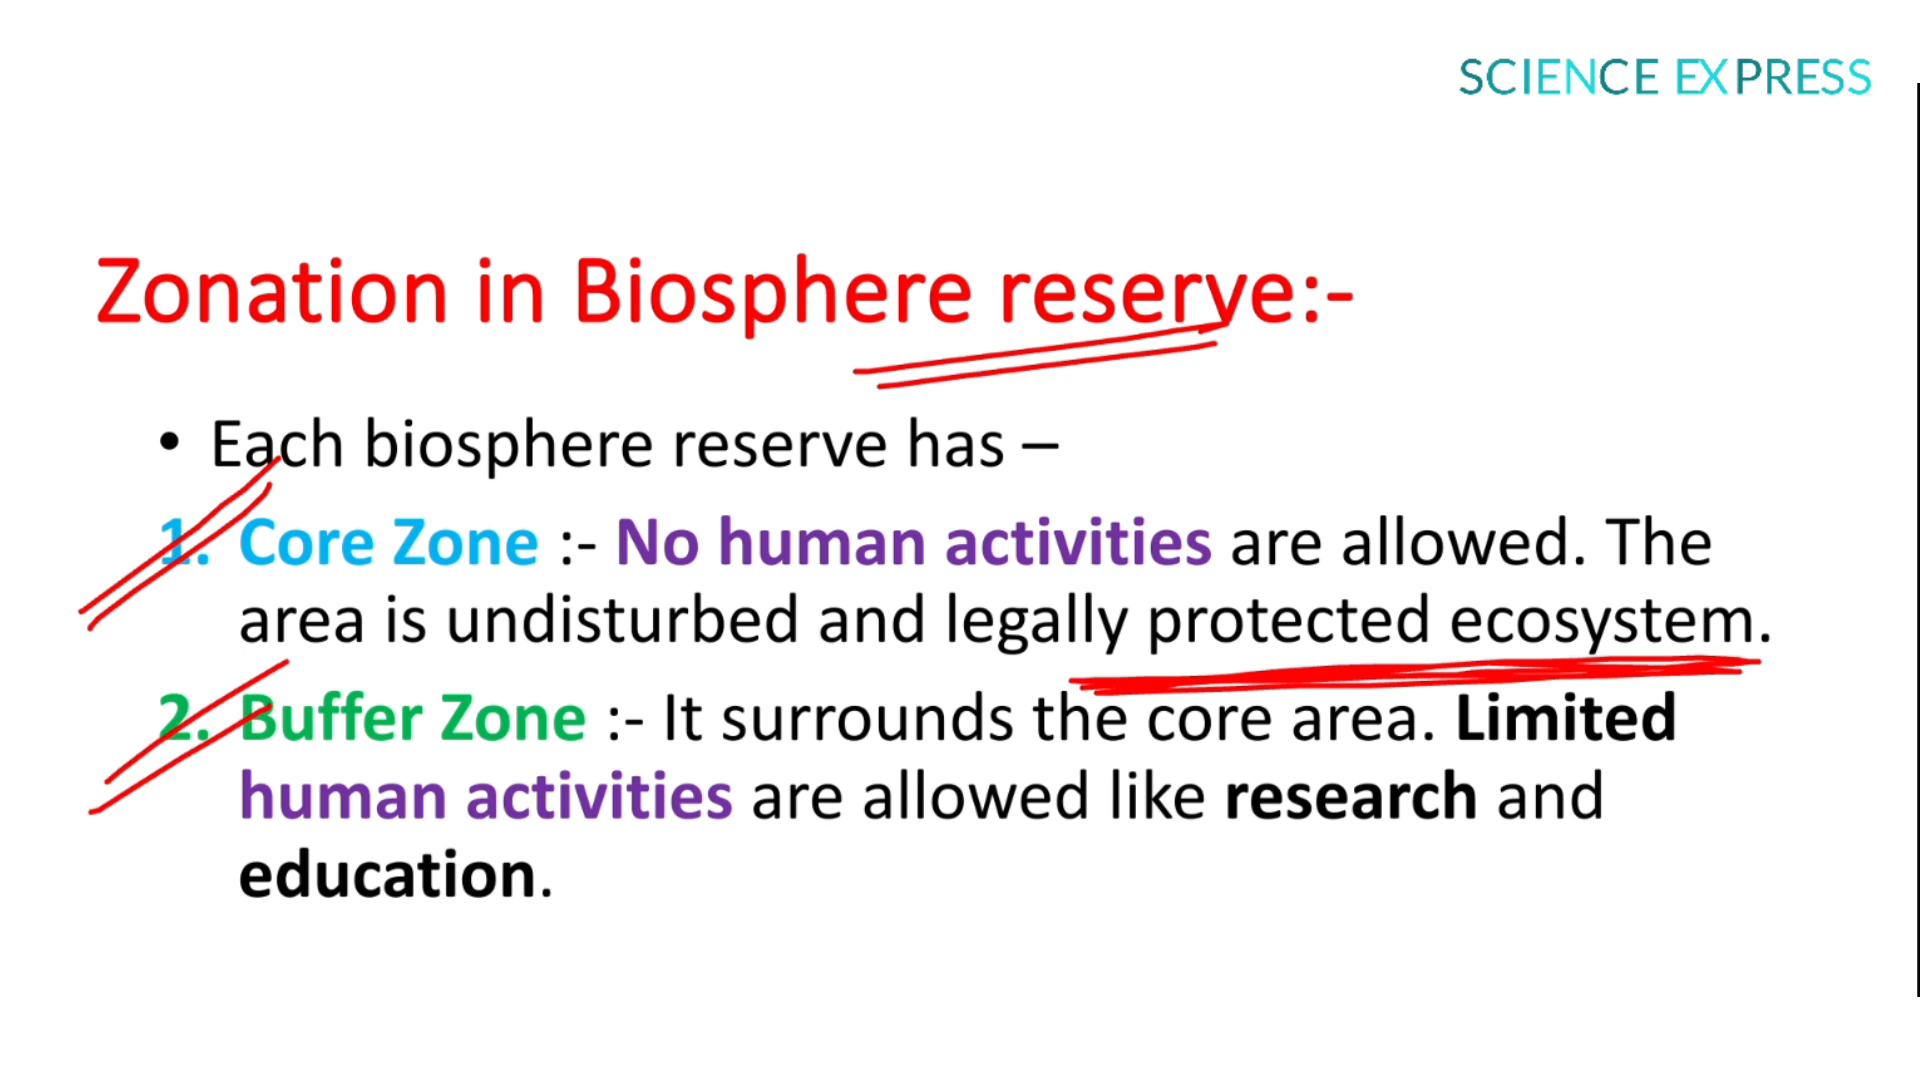 SCIENCE EXPRESS
Zonation in Biosphere reserve:-
• Each biosphere reserve has –
1. Core Zone :- No human activities are allowed. The
area is undisturbed and legally protected ecosystem.
2. Buffer Zone :- It surrounds the core area. Limited
human activities are allowed like research and
education.